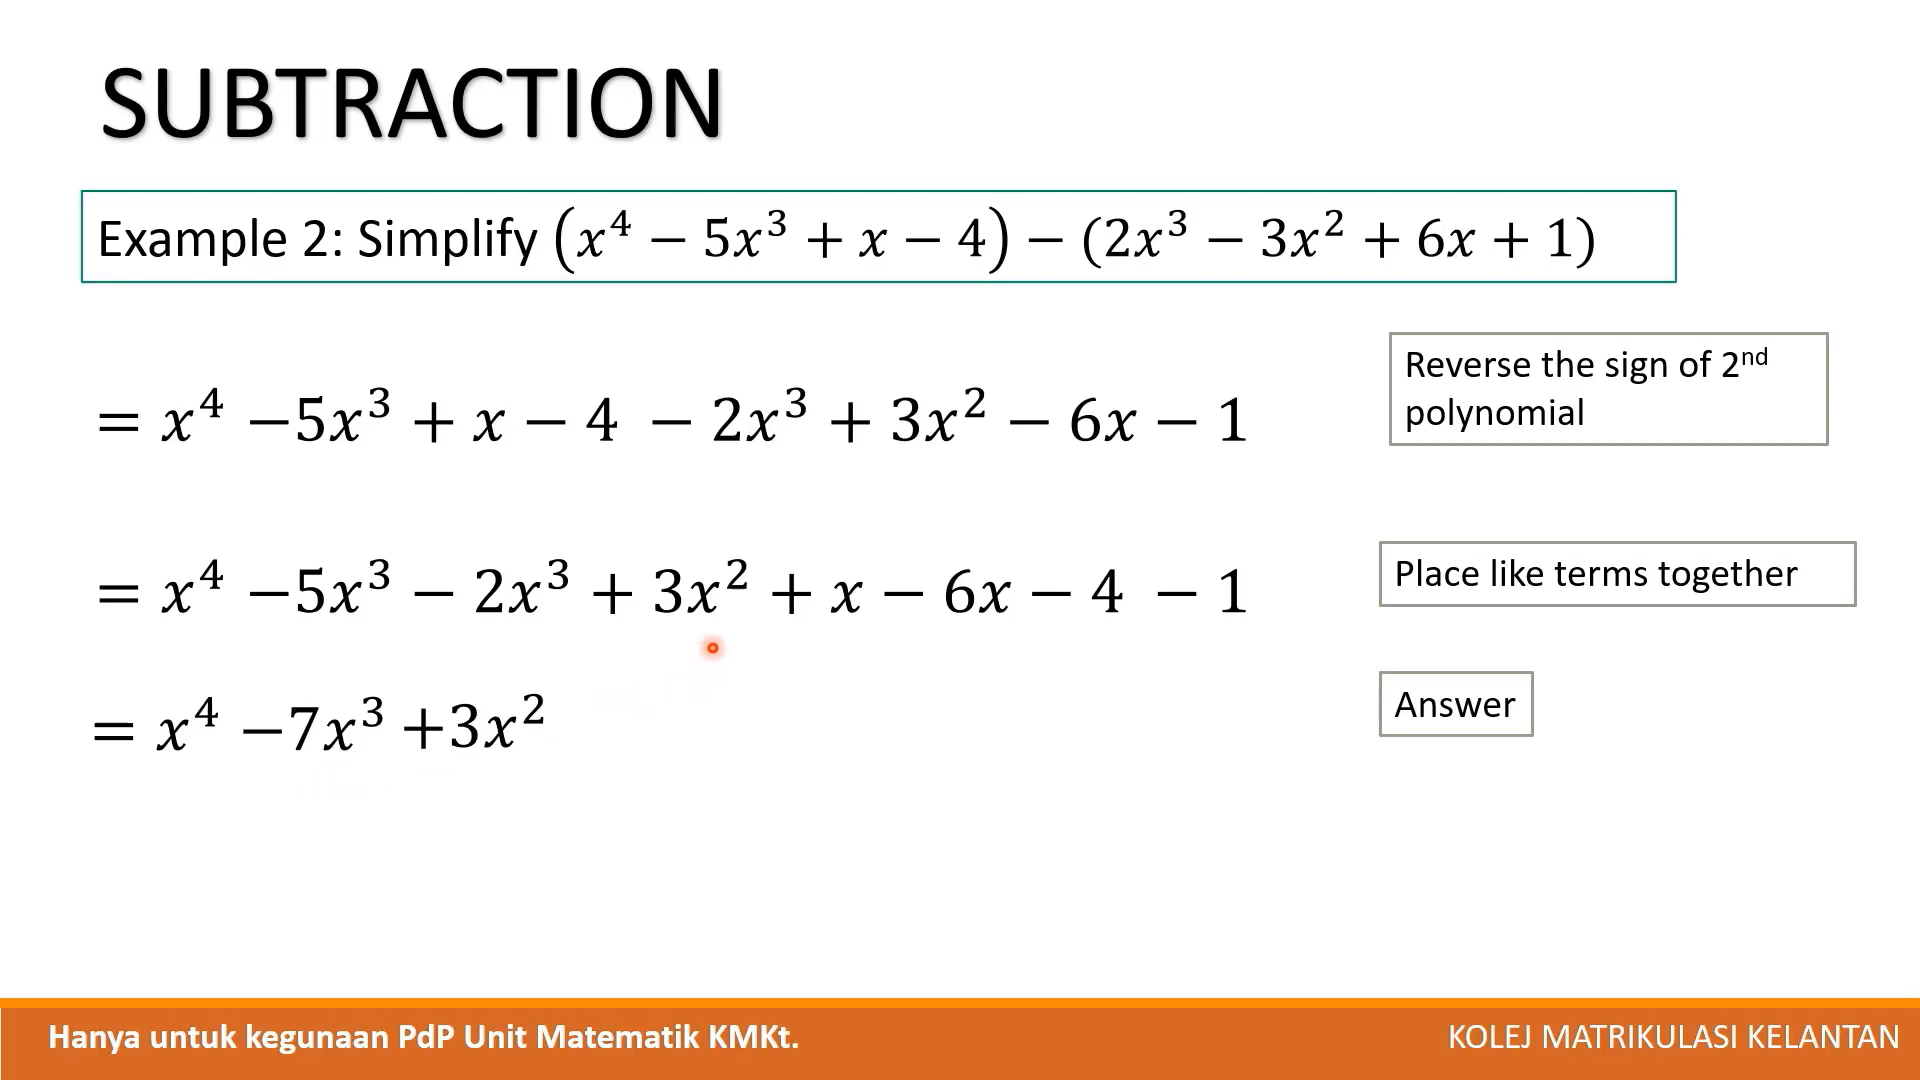 SUBTRACTION
Example 2: Simplify (x⁴ − 5x³ + x − 4) − (2x³ − 3x² + 6x + 1)
= x⁴ −5x³ + x − 4 − 2x³ + 3x² − 6x − 1
Reverse the sign of 2ⁿᵈ
polynomial
= x⁴ −5x³ − 2x³ + 3x² + x − 6x − 4 − 1
Place like terms together
= x⁴ −7x³ +3x²
Answer
Hanya untuk kegunaan PdP Unit Matematik KMKt.
KOLEJ MATRIKULASI KELANTAN